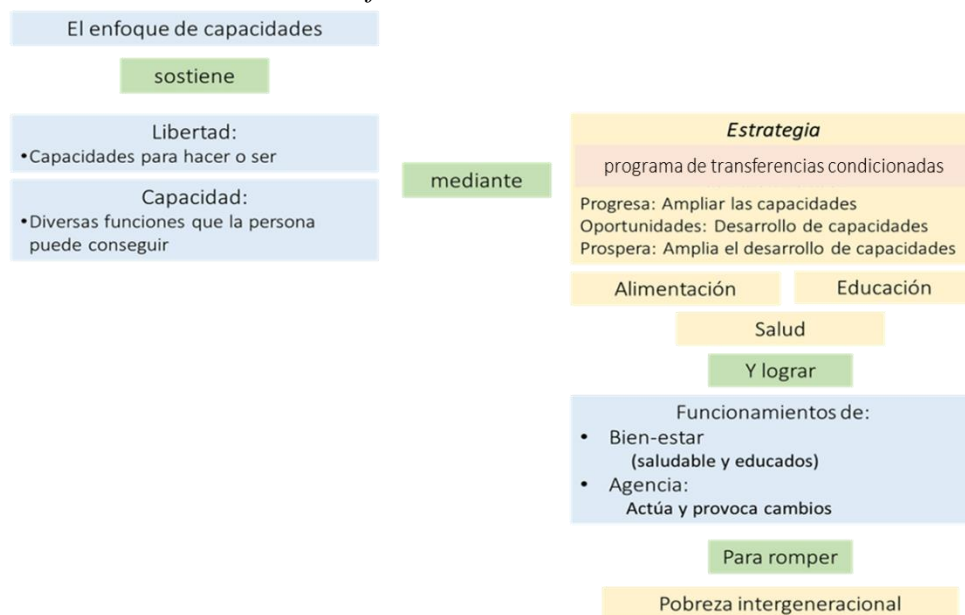 El enfoque de capacidades
sostiene
Libertad:
•Capacidades para hacer o ser
Capacidad:
•Diversas funciones que la persona
puede conseguir
mediante
Estrategia
programa de transferencias condicionadas
Progresa: Ampliar las capacidades
Oportunidades: Desarrollo de capacidades
Prospera: Amplia el desarrollo de capacidades
Alimentación
Educación
Salud
Y lograr
Funcionamientos de:
• Bien-estar
(saludable y educados)
• Agencia:
Actúa y provoca cambios
Para romper
Pobreza intergeneracional